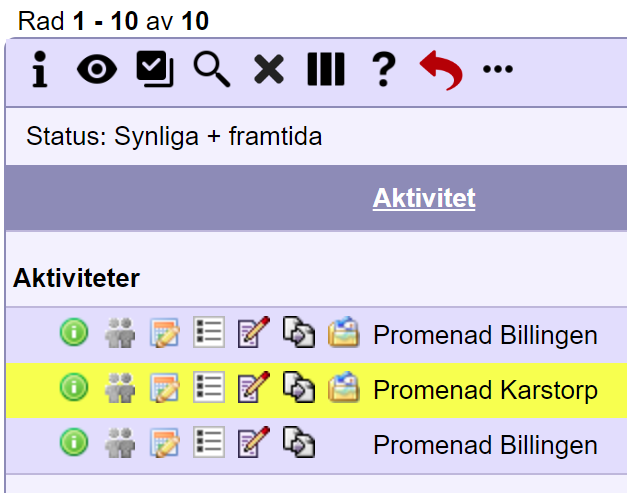 Rad 1 - 10 av 10
Status: Synliga + framtida
Aktivitet
Aktiviteter
Promenad Billingen
Promenad Karstorp
Promenad Billingen